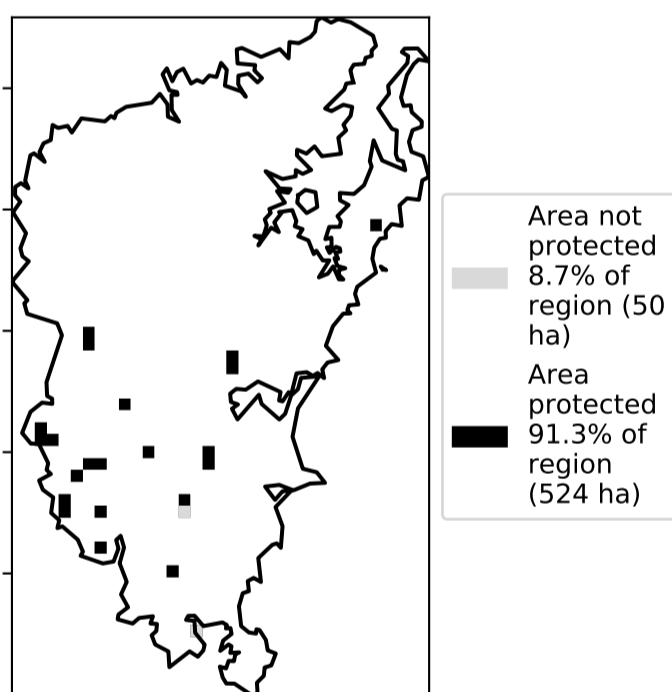 Area not
protected
8.7% of
region (50
ha)
Area
protected
91.3% of
region
(524 ha)